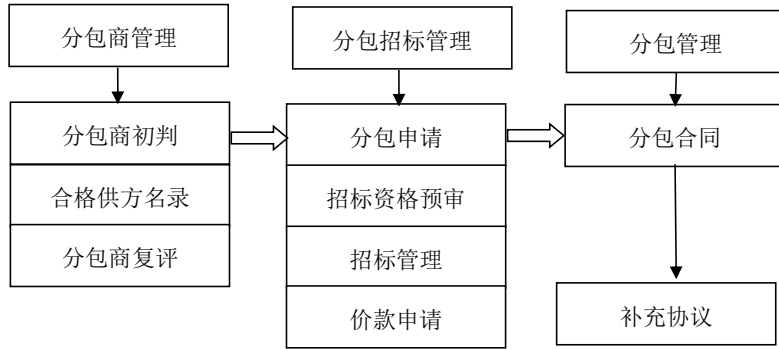 分包商管理
分包招标管理
分包管理
分包商初判
分包申请
分包合同
合格供方名录
招标资格预审
分包商复评
招标管理
价款申请
补充协议